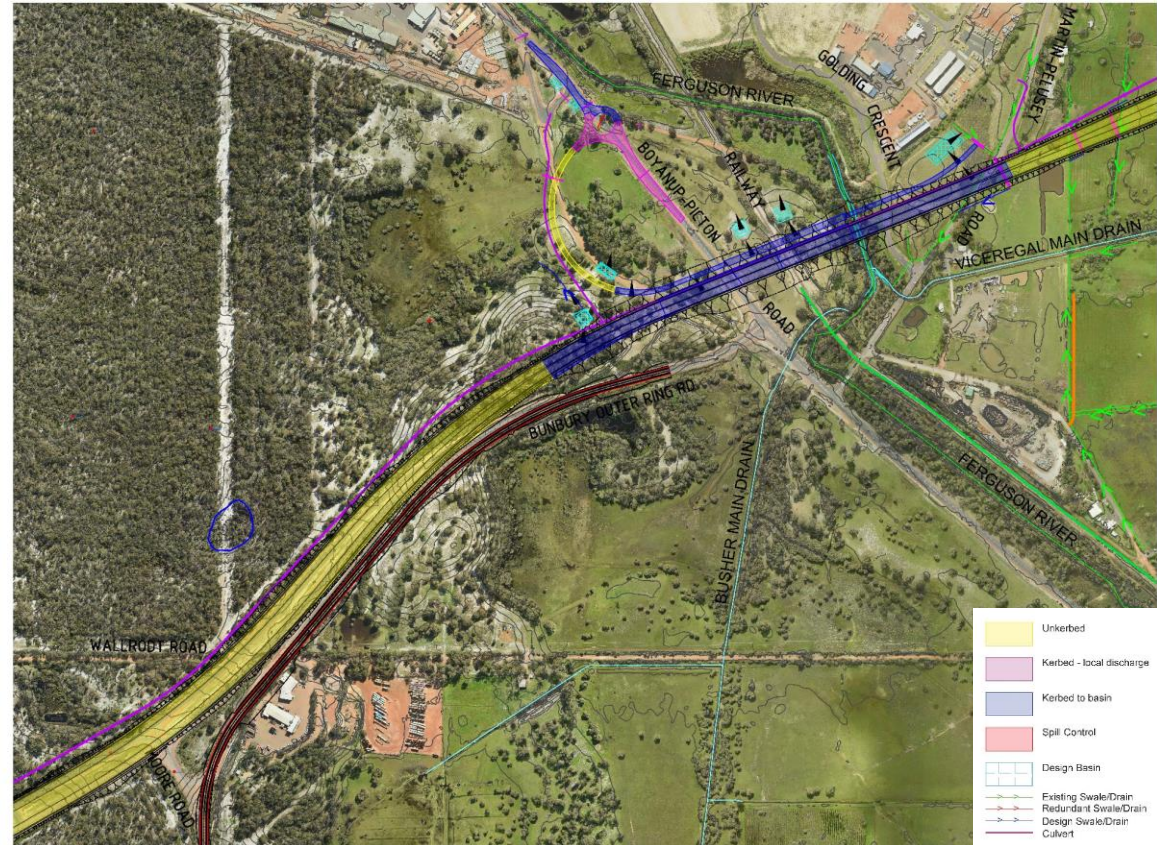 FERGUSON RIVER
GOLDING CRESCENT
MARTIN-PELUSEY ROAD
BOYANUP-PICTON ROAD
RAILWAY
VICEREGAL MAIN DRAIN
BUNBURY OUTER RING RD
BUSHER MAIN DRAIN
FERGUSON RIVER
WALLRODT ROAD
MOORE ROAD
Unkerbed
Kerbed - local discharge
Kerbed to basin
Spill Control
Design Basin
Existing Swale/Drain
Redundant Swale/Drain
Design Swale/Drain
Culvert